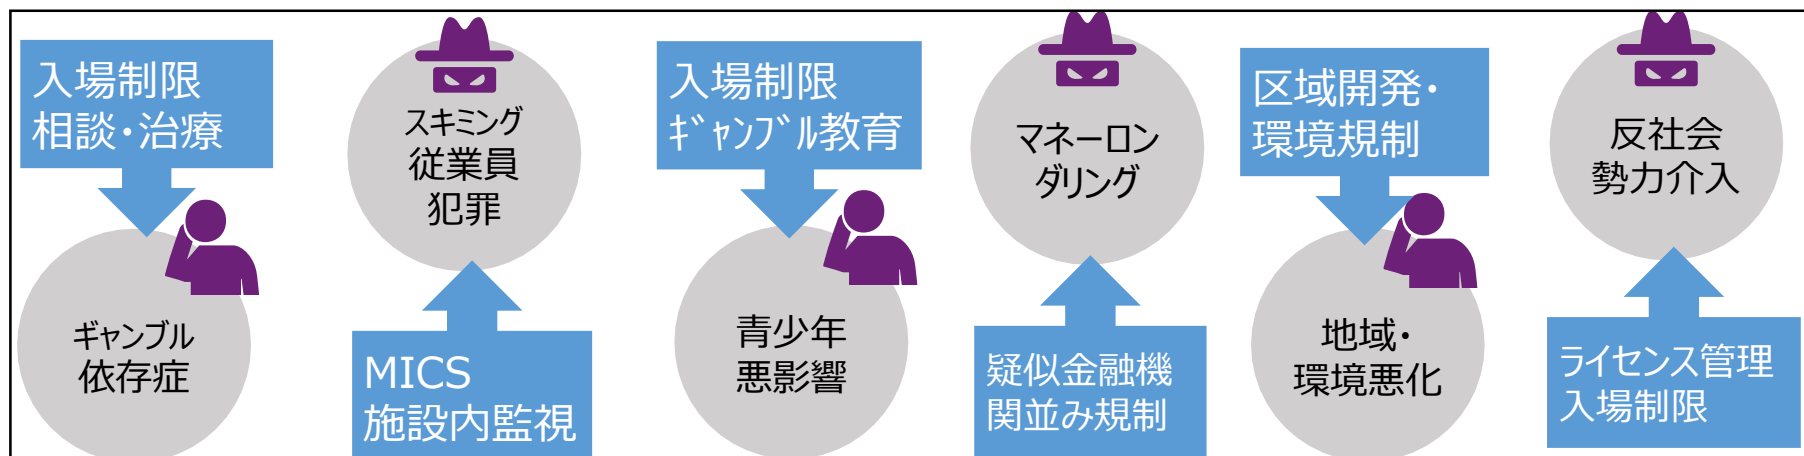 入場制限
相談・治療
ギャンブル
依存症
スキミング
従業員
犯罪
MICS
施設内監視
入場制限
ｷﾞｬﾝﾌﾞﾙ教育
青少年
悪影響
マネーロン
ダリング
疑似金融機
関並み規制
区域開発・
環境規制
地域・
環境悪化
反社会
勢力介入
ライセンス管理
入場制限